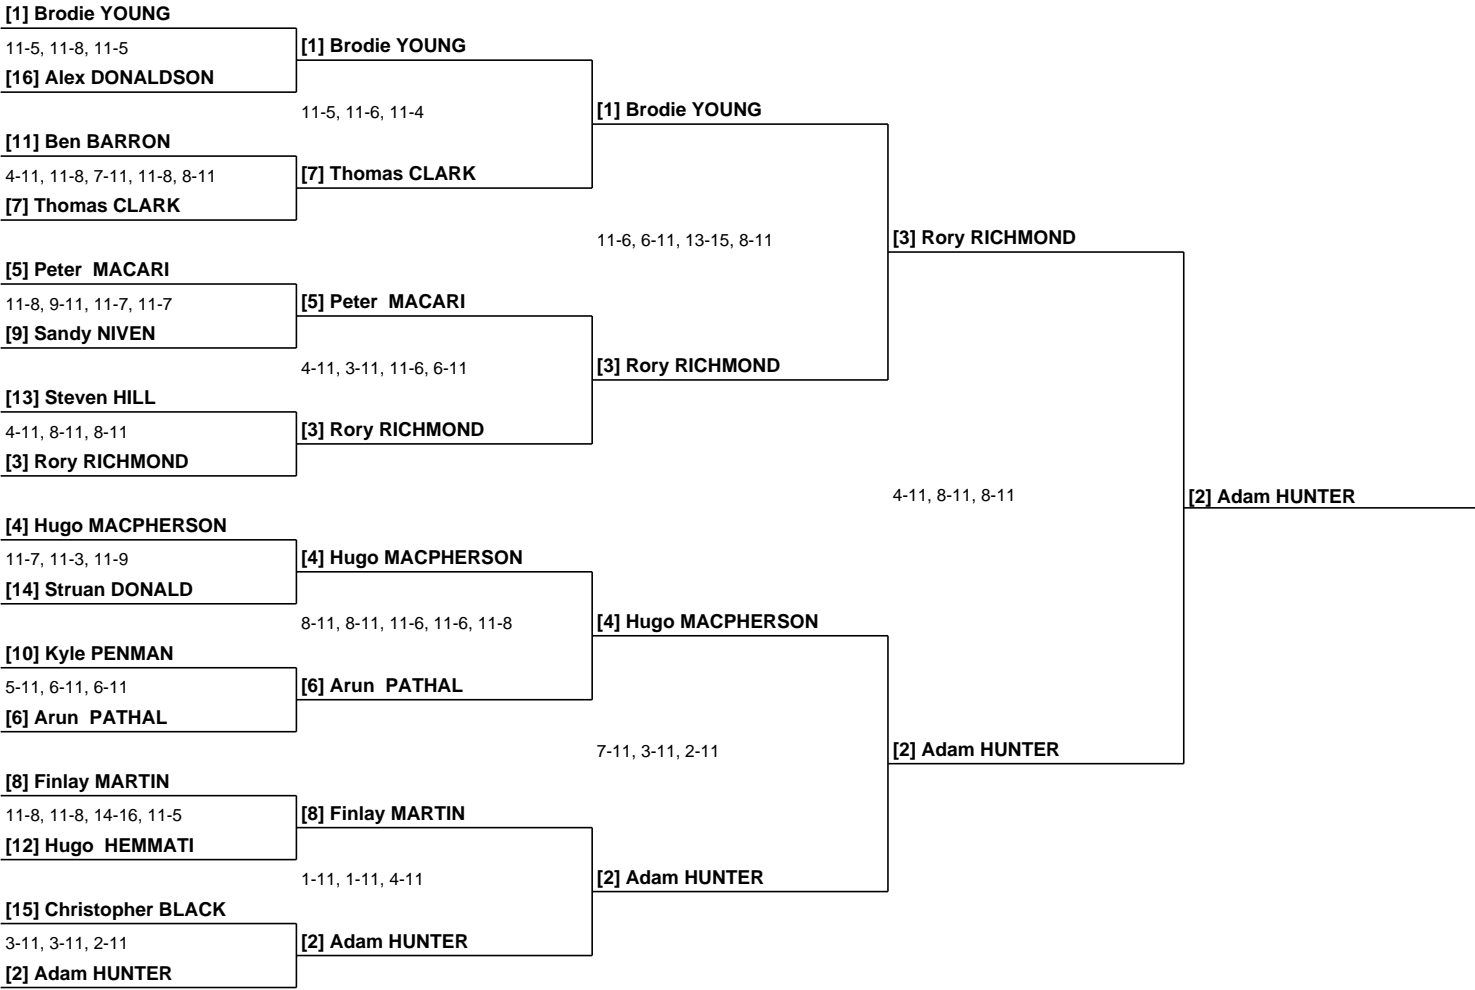 [1] Brodie YOUNG
11-5, 11-8, 11-5
[16] Alex DONALDSON
[11] Ben BARRON
4-11, 11-8, 7-11, 11-8, 8-11
[7] Thomas CLARK
[5] Peter  MACARI
11-8, 9-11, 11-7, 11-7
[9] Sandy NIVEN
[13] Steven HILL
4-11, 8-11, 8-11
[3] Rory RICHMOND
[4] Hugo MACPHERSON
11-7, 11-3, 11-9
[14] Struan DONALD
[10] Kyle PENMAN
5-11, 6-11, 6-11
[6] Arun  PATHAL
[8] Finlay MARTIN
11-8, 11-8, 14-16, 11-5
[12] Hugo  HEMMATI
[15] Christopher BLACK
3-11, 3-11, 2-11
[2] Adam HUNTER
[1] Brodie YOUNG
11-5, 11-6, 11-4
[7] Thomas CLARK
[5] Peter  MACARI
4-11, 3-11, 11-6, 6-11
[3] Rory RICHMOND
[4] Hugo MACPHERSON
8-11, 8-11, 11-6, 11-6, 11-8
[6] Arun  PATHAL
[8] Finlay MARTIN
1-11, 1-11, 4-11
[2] Adam HUNTER
[1] Brodie YOUNG
11-6, 6-11, 13-15, 8-11
[3] Rory RICHMOND
[4] Hugo MACPHERSON
7-11, 3-11, 2-11
[2] Adam HUNTER
[3] Rory RICHMOND
4-11, 8-11, 8-11
[2] Adam HUNTER
[2] Adam HUNTER